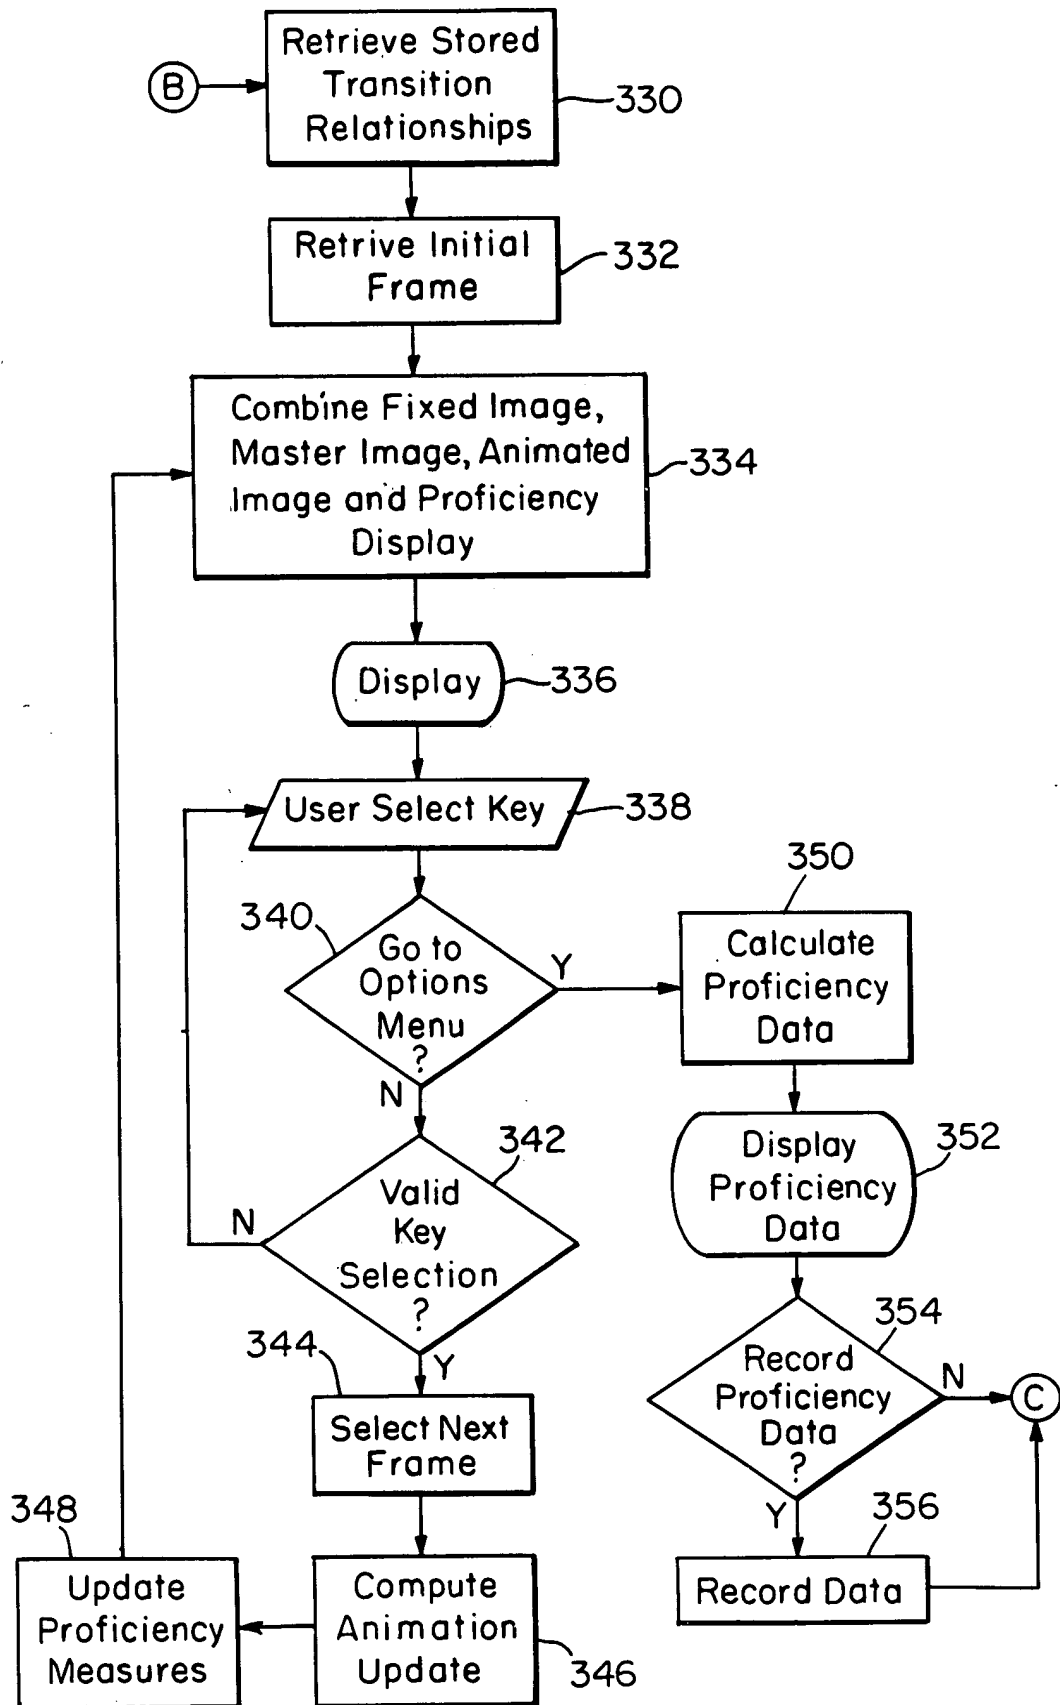 Retrieve Stored
Transition
Relationships
B
330
Retrive Initial
Frame
332
Combine Fixed Image,
Master Image, Animated
Image and Proficiency
Display
334
Display
336
User Select Key
338
340
Go to
Options
Menu
?
Y
N
350
Calculate
Proficiency
Data
342
Valid
Key
Selection
?
N
Y
352
Display
Proficiency
Data
344
Select Next
Frame
354
Record
Proficiency
Data
?
N
C
Y
348
Update
Proficiency
Measures
Compute
Animation
Update
346
356
Record Data